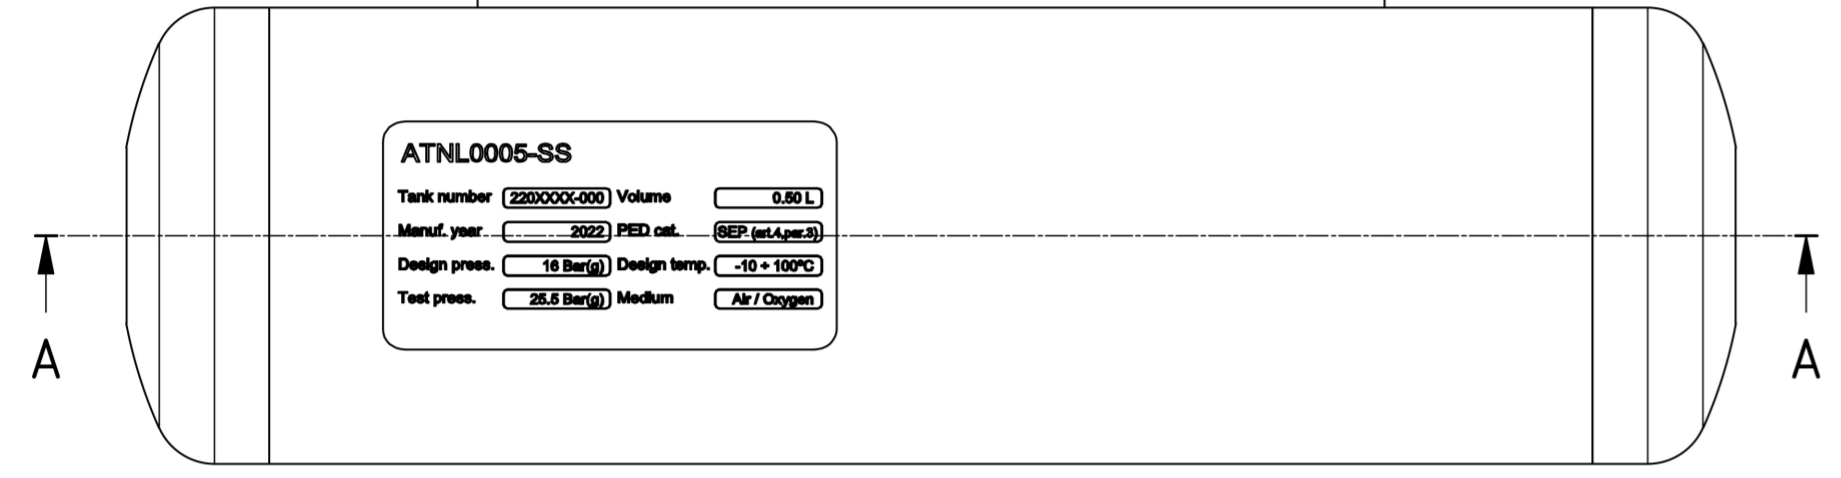 ATNL0005-SS
Tank number 220XXXX-000 Volume 0.50 L
Manuf. year 2022 PED cat. SEP (art.4,par.3)
Design press. 16 Bar(g) Design temp. -10 + 100°C
Test press. 25.5 Bar(g) Medium Air / Oxygen
A A